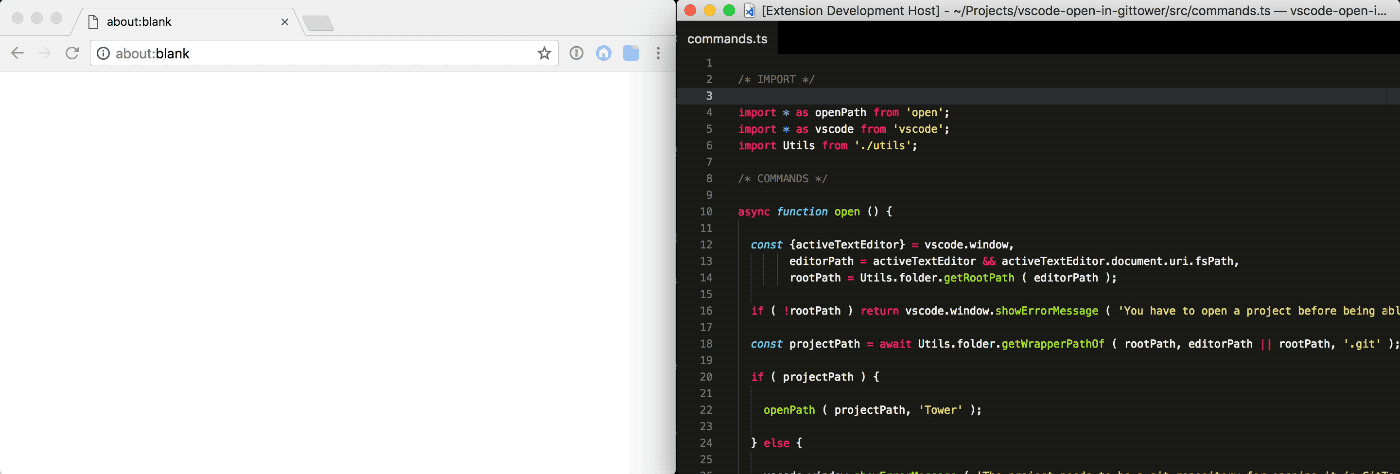 about:blank
about:blank
[Extension Development Host] - ~/Projects/vscode-open-in-gittower/src/commands.ts — vscode-open-i...
commands.ts
1
2 /* IMPORT */
3
4 import * as openPath from 'open';
5 import * as vscode from 'vscode';
6 import Utils from './utils';
7
8 /* COMMANDS */
9
10 async function open () {
11
12 const {activeTextEditor} = vscode.window,
13 editorPath = activeTextEditor && activeTextEditor.document.uri.fsPath,
14 rootPath = Utils.folder.getRootPath ( editorPath );
15
16 if ( !rootPath ) return vscode.window.showErrorMessage ( 'You have to open a project before being abl
17
18 const projectPath = await Utils.folder.getWrapperPathOf ( rootPath, editorPath || rootPath, '.git' );
19
20 if ( projectPath ) {
21
22 openPath ( projectPath, 'Tower' );
23
24 } else {
25